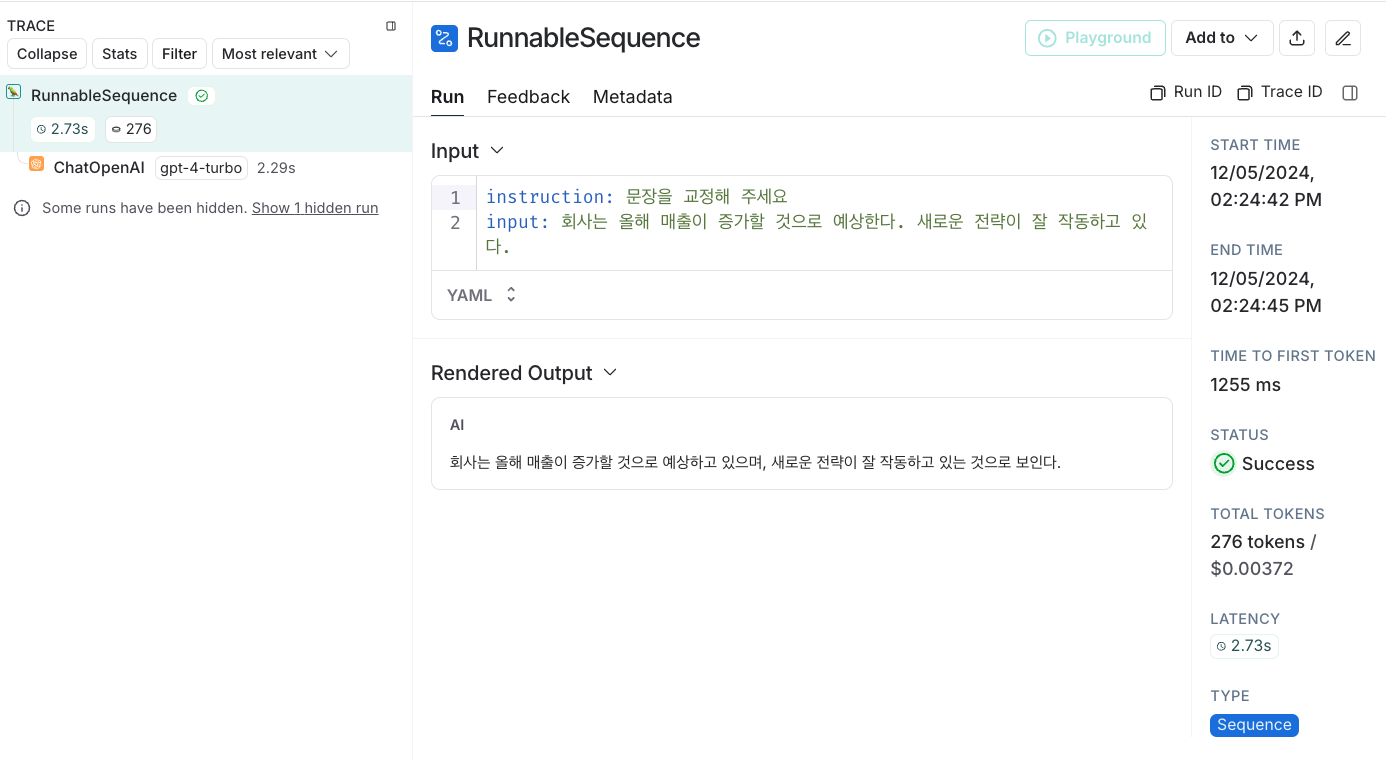 TRACE
Collapse
Stats
Filter
Most relevant
RunnableSequence
2.73s
276
ChatOpenAI gpt-4-turbo 2.29s
Some runs have been hidden. Show 1 hidden run
RunnableSequence
Playground
Add to
Run
Feedback
Metadata
Run ID
Trace ID
Input
1 instruction: 문장을 교정해 주세요
2 input: 회사는 올해 매출이 증가할 것으로 예상한다. 새로운 전략이 잘 작동하고 있
다.
YAML
Rendered Output
AI
회사는 올해 매출이 증가할 것으로 예상하고 있으며, 새로운 전략이 잘 작동하고 있는 것으로 보인다.
START TIME
12/05/2024,
02:24:42 PM
END TIME
12/05/2024,
02:24:45 PM
TIME TO FIRST TOKEN
1255 ms
STATUS
Success
TOTAL TOKENS
276 tokens /
$0.00372
LATENCY
2.73s
TYPE
Sequence